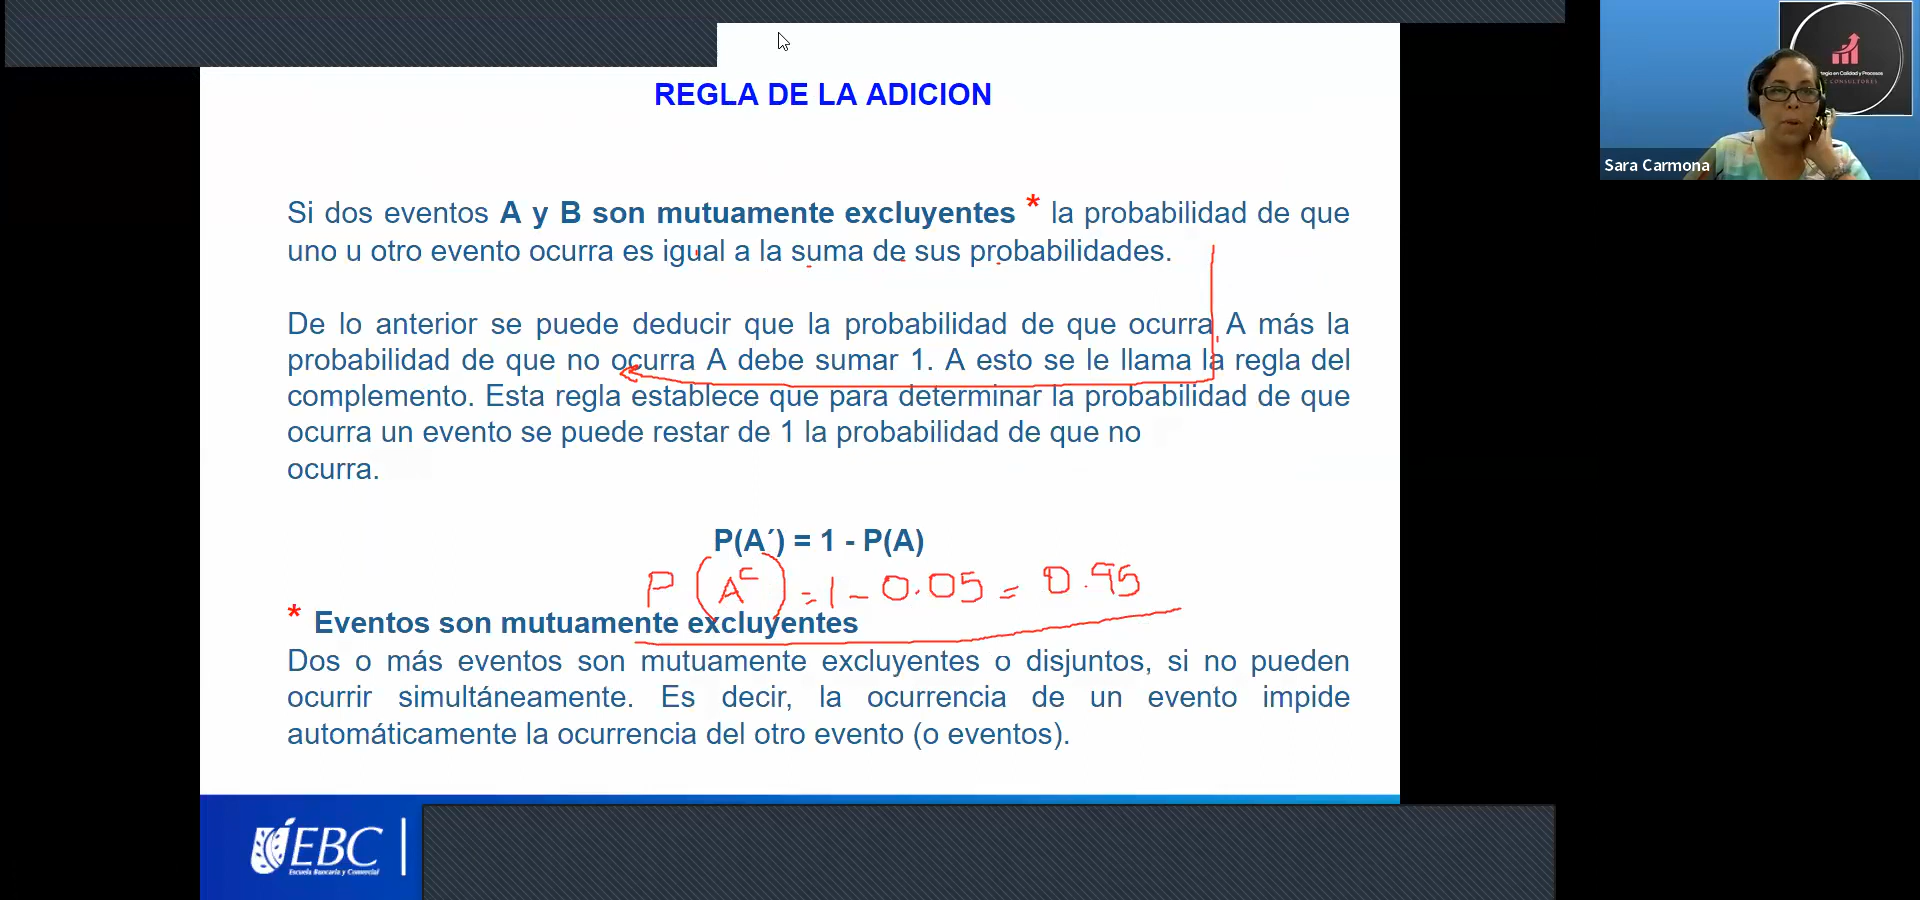 REGLA DE LA ADICION
Si dos eventos A y B son mutuamente excluyentes * la probabilidad de que
uno u otro evento ocurra es igual a la suma de sus probabilidades.
De lo anterior se puede deducir que la probabilidad de que ocurra A más la
probabilidad de que no ocurra A debe sumar 1. A esto se le llama la regla del
complemento. Esta regla establece que para determinar la probabilidad de que
ocurra un evento se puede restar de 1 la probabilidad de que no
ocurra.
P(A´) = 1 - P(A)
P (A^c) = 1 - 0.05 = 0.95
* Eventos son mutuamente excluyentes
Dos o más eventos son mutuamente excluyentes o disjuntos, si no pueden
ocurrir simultáneamente. Es decir, la ocurrencia de un evento impide
automáticamente la ocurrencia del otro evento (o eventos).
EBC
Escuela Bancaria y Comercial
Sara Carmona
en Calidad y Procesos
CONSULTORES